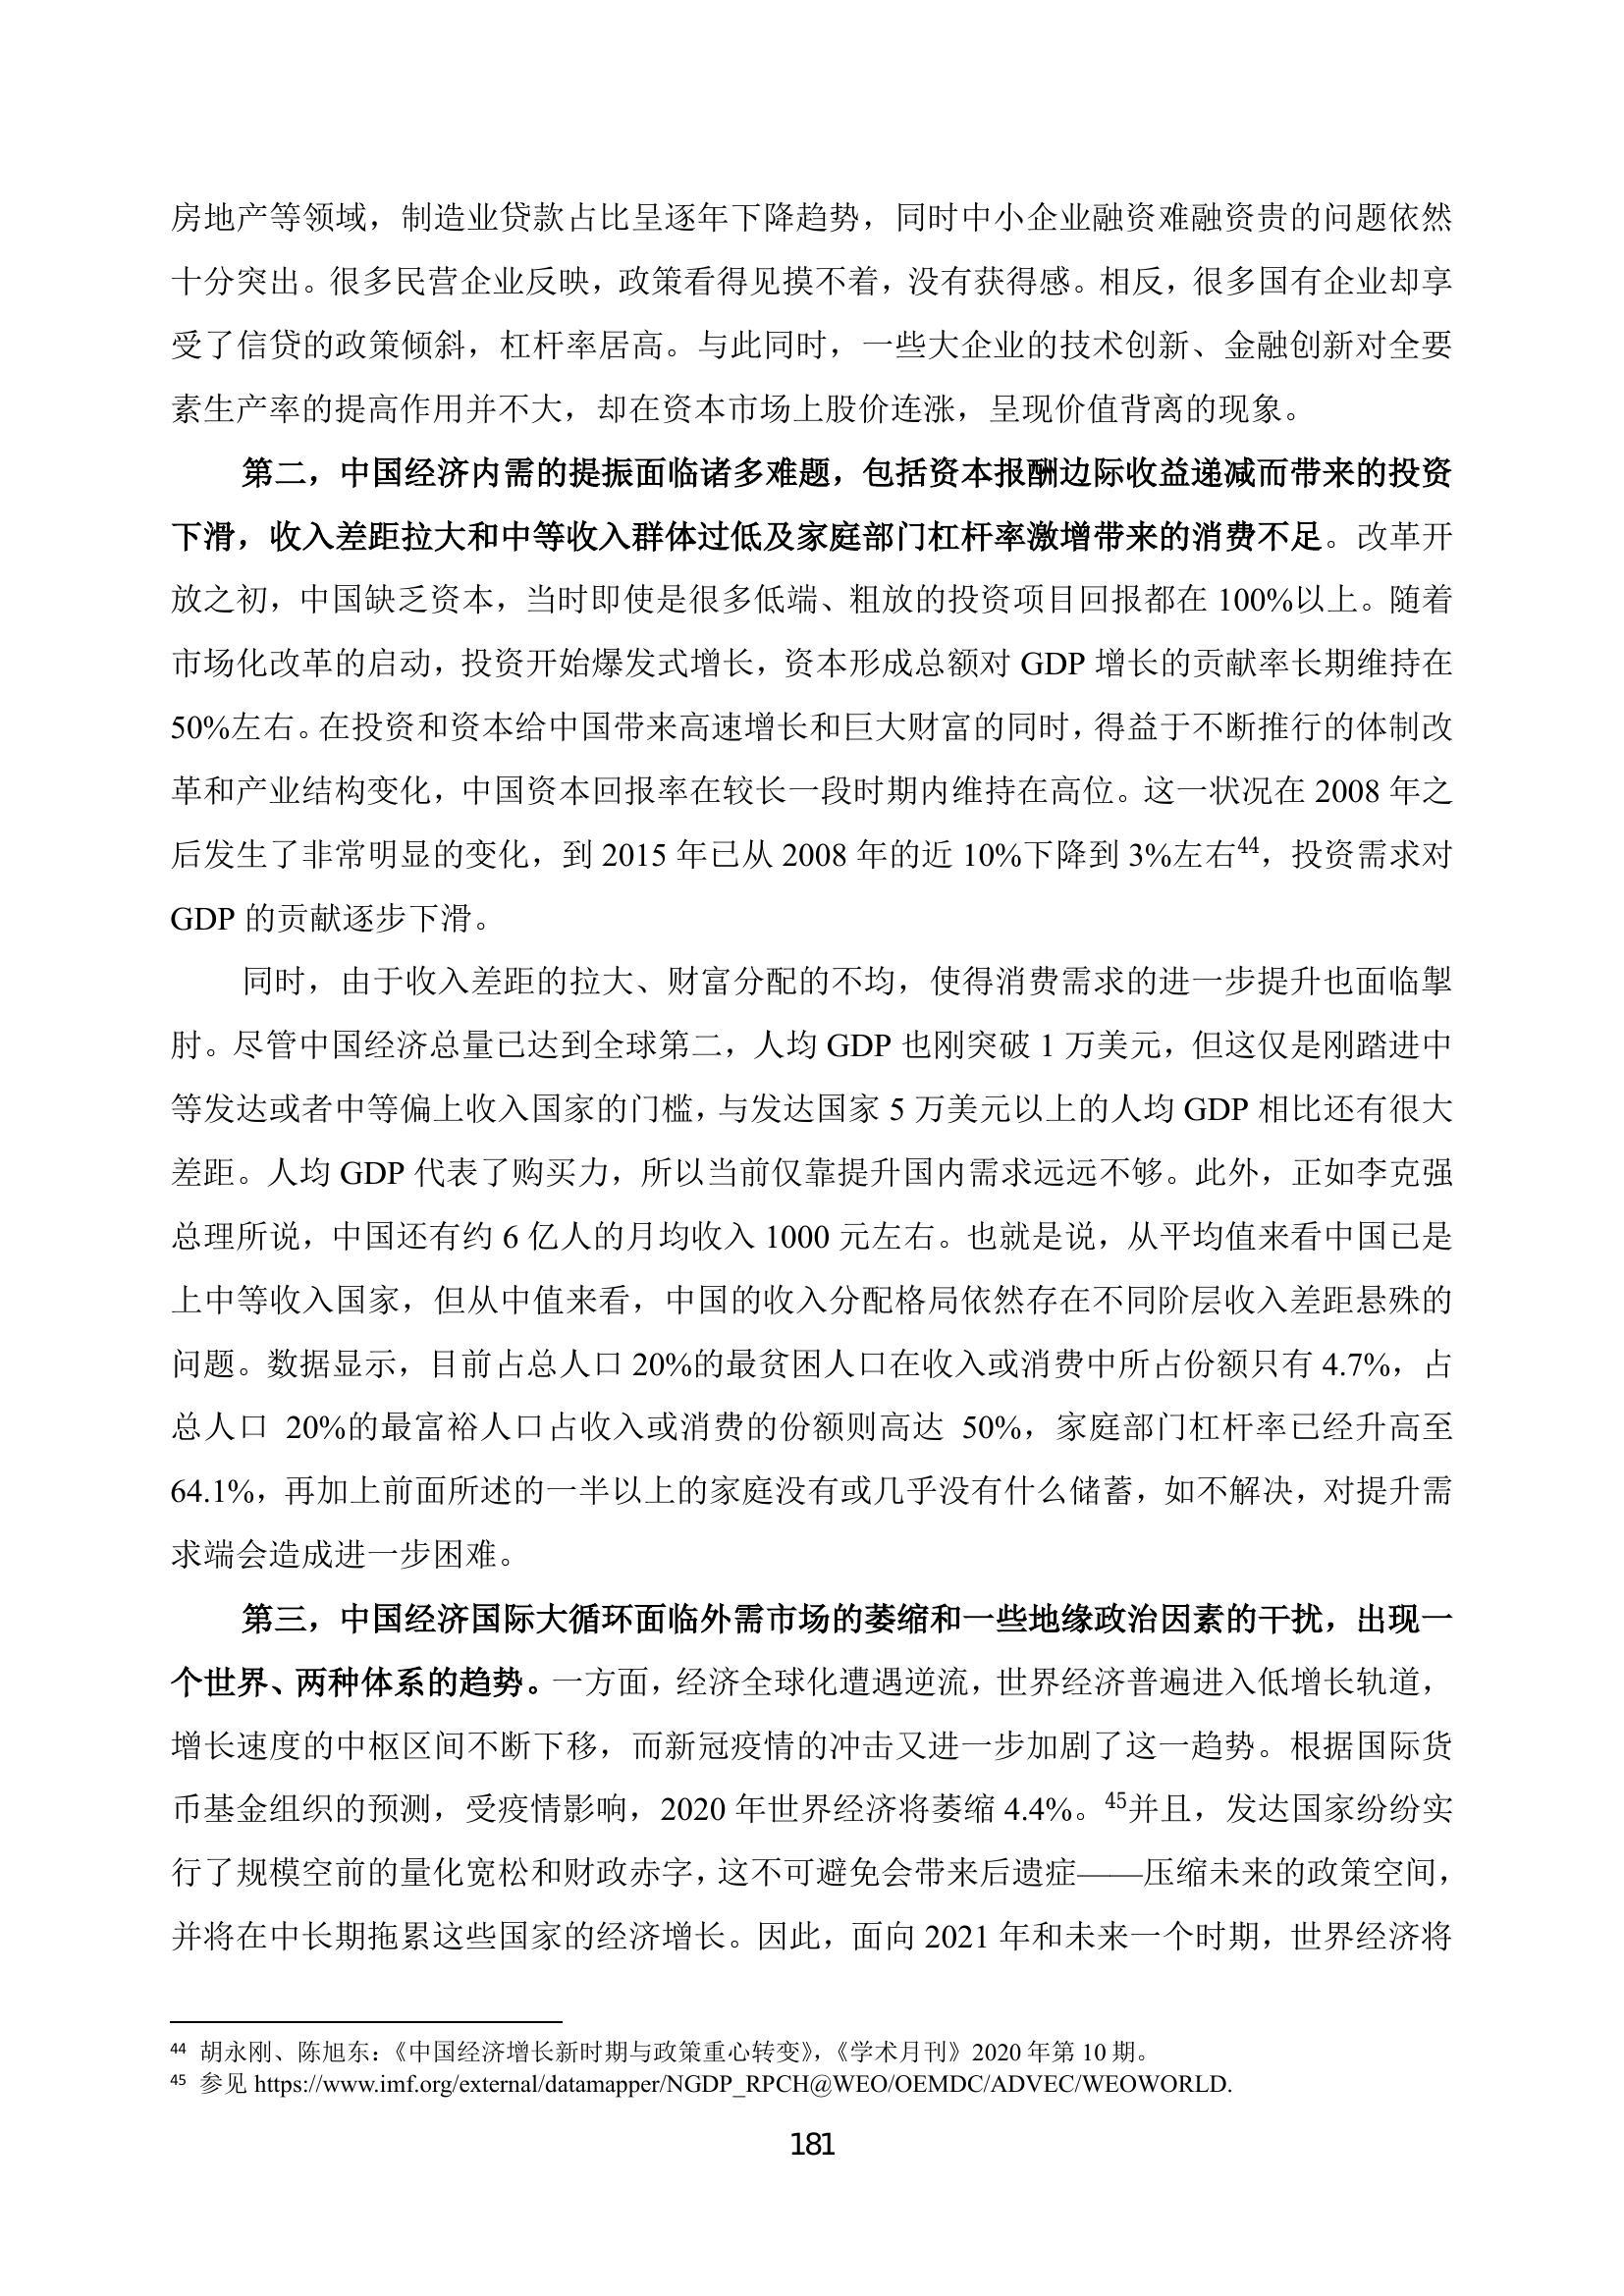 房地产等领域，制造业贷款占比呈逐年下降趋势，同时中小企业融资难融资贵的问题依然
十分突出。很多民营企业反映，政策看得见摸不着，没有获得感。相反，很多国有企业却享
受了信贷的政策倾斜，杠杆率居高。与此同时，一些大企业的技术创新、金融创新对全要
素生产率的提高作用并不大，却在资本市场上股价连涨，呈现价值背离的现象。
第二，中国经济内需的提振面临诸多难题，包括资本报酬边际收益递减而带来的投资
下滑，收入差距拉大和中等收入群体过低及家庭部门杠杆率激增带来的消费不足。改革开
放之初，中国缺乏资本，当时即使是很多低端、粗放的投资项目回报都在 100%以上。随着
市场化改革的启动，投资开始爆发式增长，资本形成总额对 GDP 增长的贡献率长期维持在
50%左右。在投资和资本给中国带来高速增长和巨大财富的同时，得益于不断推行的体制改
革和产业结构变化，中国资本回报率在较长一段时期内维持在高位。这一状况在 2008 年之
后发生了非常明显的变化，到 2015 年已从 2008 年的近 10%下降到 3%左右44，投资需求对
GDP 的贡献逐步下滑。
同时，由于收入差距的拉大、财富分配的不均，使得消费需求的进一步提升也面临掣
肘。尽管中国经济总量已达到全球第二，人均 GDP 也刚突破 1 万美元，但这仅是刚踏进中
等发达或者中等偏上收入国家的门槛，与发达国家 5 万美元以上的人均 GDP 相比还有很大
差距。人均 GDP 代表了购买力，所以当前仅靠提升国内需求远远不够。此外，正如李克强
总理所说，中国还有约 6 亿人的月均收入 1000 元左右。也就是说，从平均值来看中国已是
上中等收入国家，但从中值来看，中国的收入分配格局依然存在不同阶层收入差距悬殊的
问题。数据显示，目前占总人口 20%的最贫困人口在收入或消费中所占份额只有 4.7%，占
总人口 20%的最富裕人口占收入或消费的份额则高达 50%，家庭部门杠杆率已经升高至
64.1%，再加上前面所述的一半以上的家庭没有或几乎没有什么储蓄，如不解决，对提升需
求端会造成进一步困难。
第三，中国经济国际大循环面临外需市场的萎缩和一些地缘政治因素的干扰，出现一
个世界、两种体系的趋势。一方面，经济全球化遭遇逆流，世界经济普遍进入低增长轨道，
增长速度的中枢区间不断下移，而新冠疫情的冲击又进一步加剧了这一趋势。根据国际货
币基金组织的预测，受疫情影响，2020 年世界经济将萎缩 4.4%。45并且，发达国家纷纷实
行了规模空前的量化宽松和财政赤字，这不可避免会带来后遗症——压缩未来的政策空间，
并将在中长期拖累这些国家的经济增长。因此，面向 2021 年和未来一个时期，世界经济将
44 胡永刚、陈旭东：《中国经济增长新时期与政策重心转变》，《学术月刊》2020 年第 10 期。
45 参见 https://www.imf.org/external/datamapper/NGDP_RPCH@WEO/OEMDC/ADVEC/WEOWORLD.
181